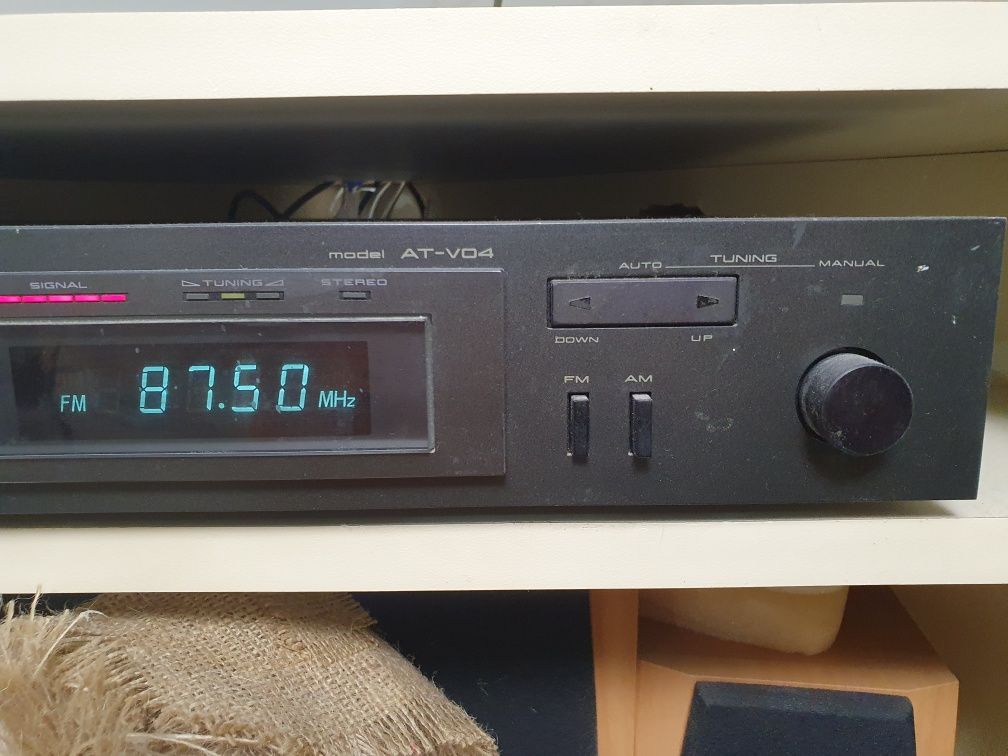 model AT-V04
SIGNAL
TUNING
STEREO
FM 87.50 MHz
AUTO TUNING MANUAL
DOWN UP
FM AM